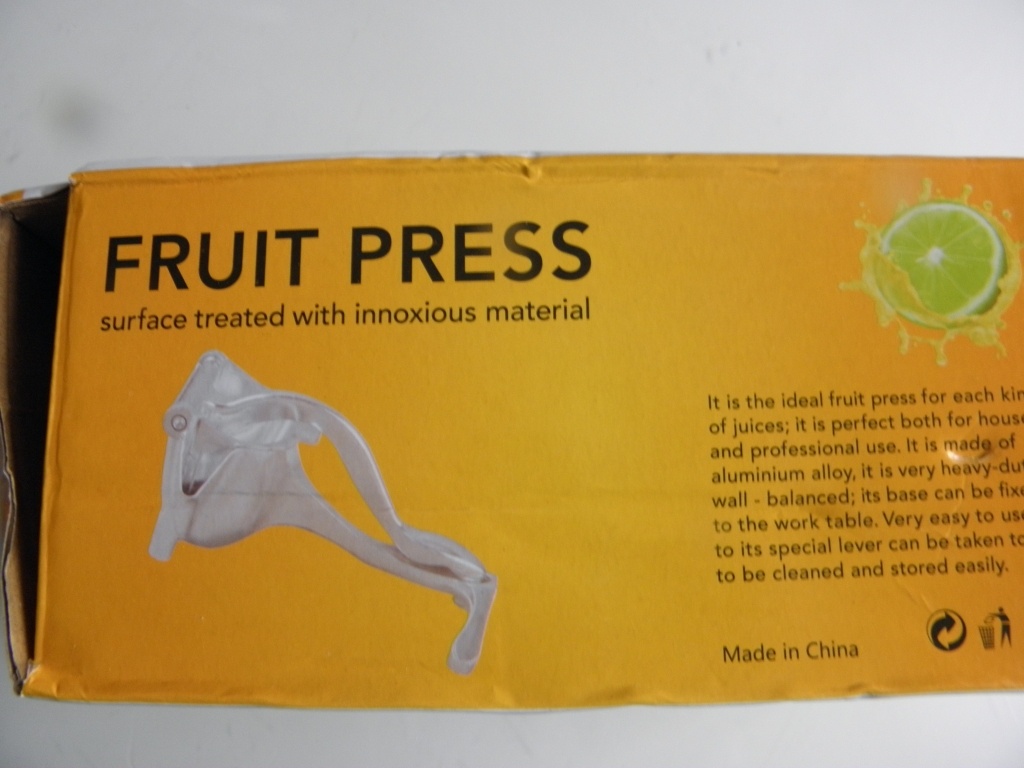 FRUIT PRESS
surface treated with innoxious material
It is the ideal fruit press for each
of juices; it is perfect both for
and professional use. It is made of
aluminium alloy, it is very
wall - balanced; its base can be
to the work table. Very easy to
to its special lever can be taken
to be cleaned and stored easily.
Made in China